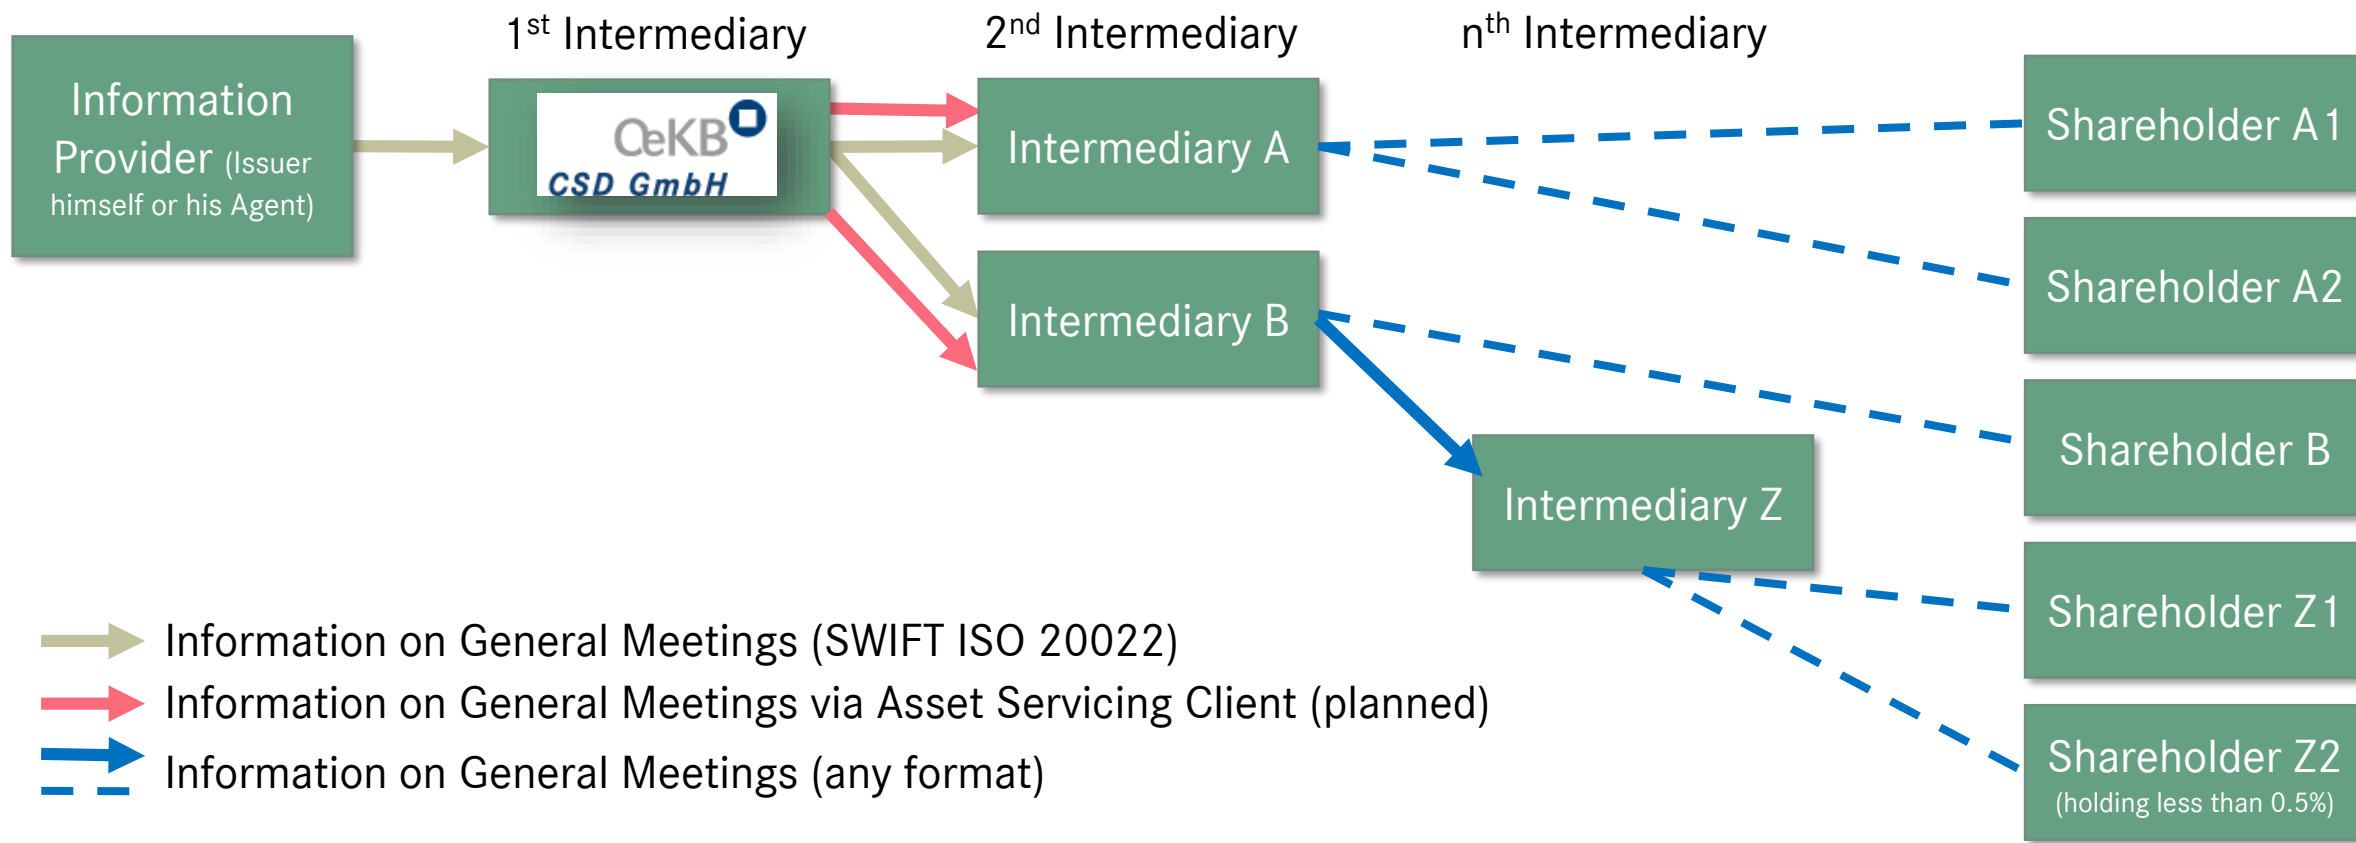 1st Intermediary
2nd Intermediary
nth Intermediary
Information
Provider (Issuer
himself or his Agent)
OeKB
CSD GmbH
Intermediary A
Intermediary B
Intermediary Z
Shareholder A1
Shareholder A2
Shareholder B
Shareholder Z1
Shareholder Z2
(holding less than 0.5%)
Information on General Meetings (SWIFT ISO 20022)
Information on General Meetings via Asset Servicing Client (planned)
Information on General Meetings (any format)